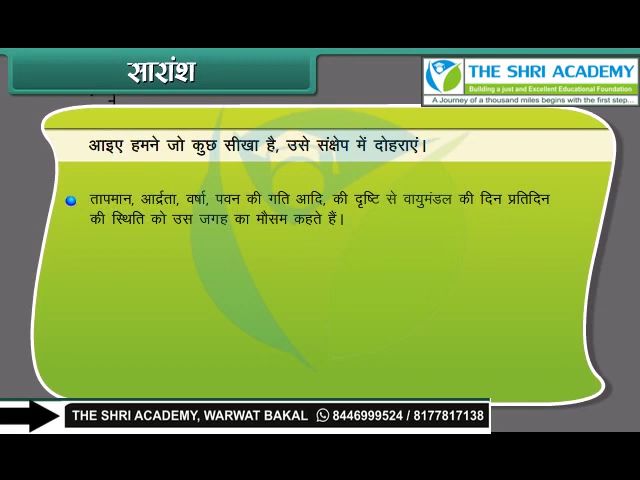 सारांश
THE SHRI ACADEMY
Building a just and Excellent Educational Foundation
A Journey of a thousand miles begins with the first step...
आइए हमने जो कुछ सीखा है, उसे संक्षेप में दोहराएं।
तापमान, आर्द्रता, वर्षा, पवन की गति आदि, की दृष्टि से वायुमंडल की दिन प्रतिदिन
की स्थिति को उस जगह का मौसम कहते हैं।
THE SHRI ACADEMY, WARWAT BAKAL 8446999524 / 8177817138